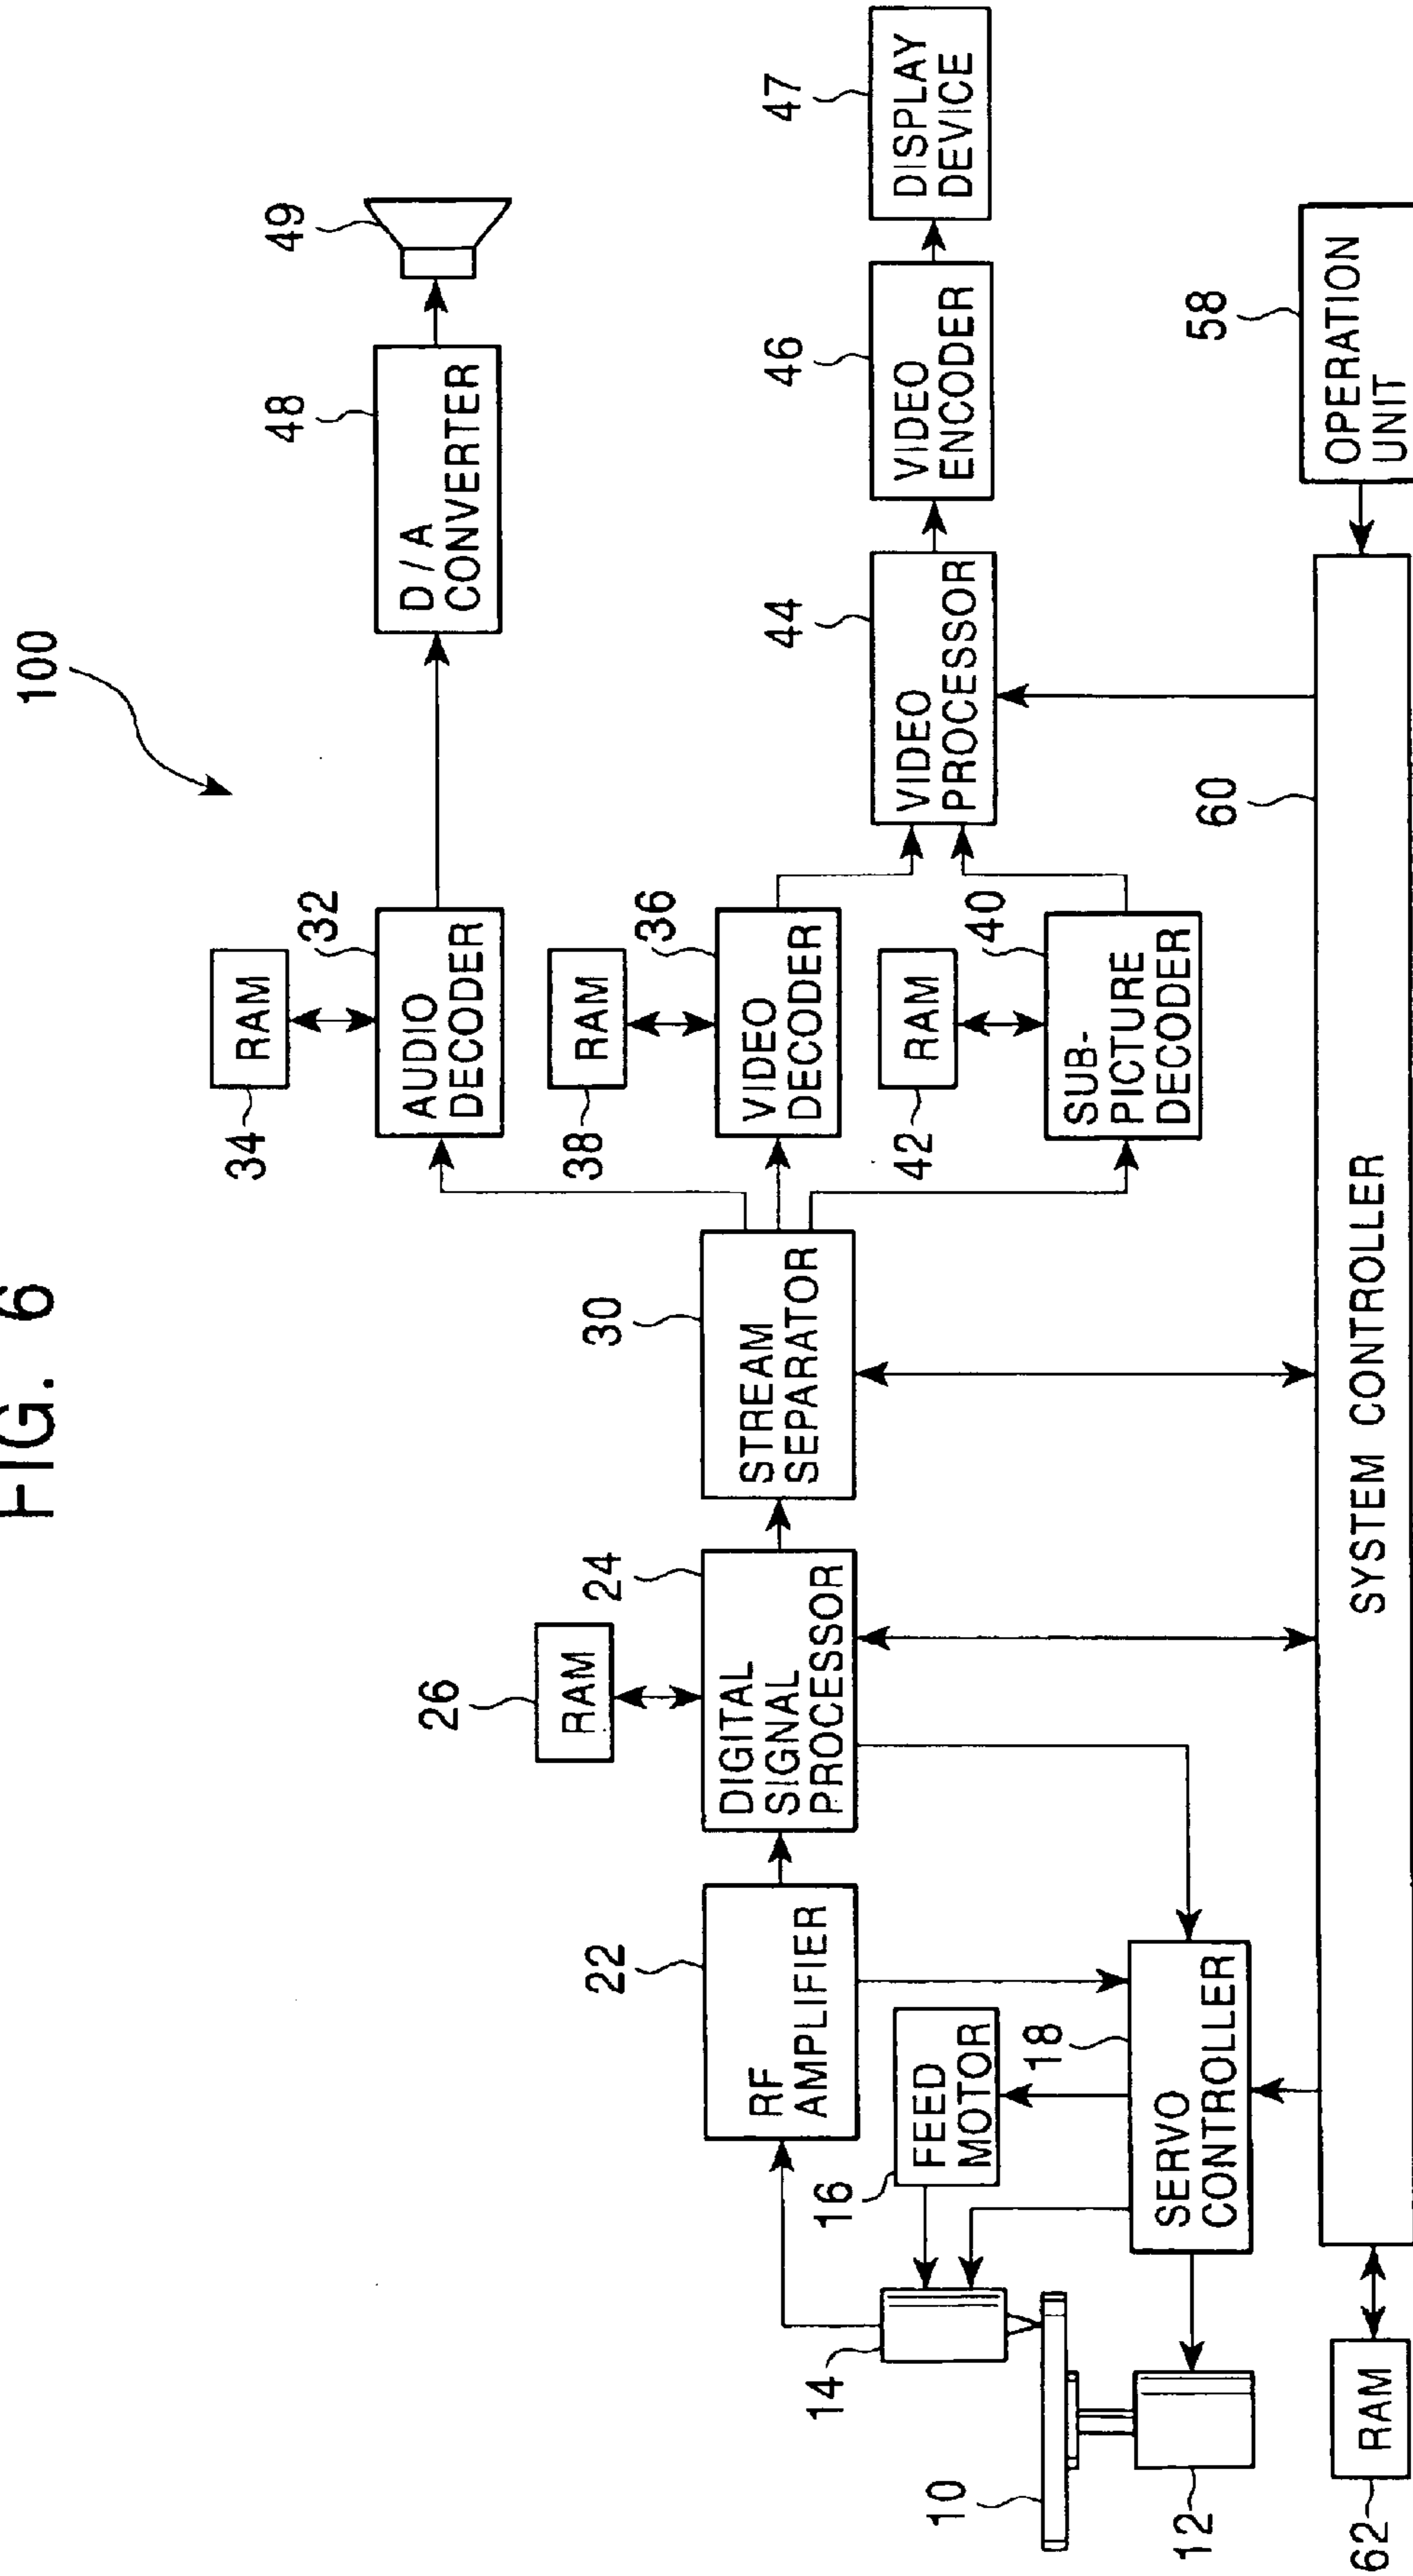 FIG. 6
100
49
48
D/A
CONVERTER
34
RAM
32
AUDIO
DECODER
38
RAM
36
VIDEO
DECODER
42
RAM
40
SUB-
PICTURE
DECODER
44
VIDEO
PROCESSOR
46
VIDEO
ENCODER
47
DISPLAY
DEVICE
26
RAM
24
DIGITAL
SIGNAL
PROCESSOR
30
STREAM
SEPARATOR
22
RF
AMPLIFIER
16
FEED
MOTOR
18
SERVO
CONTROLLER
14
10
12
60
SYSTEM CONTROLLER
58
OPERATION
UNIT
62
RAM